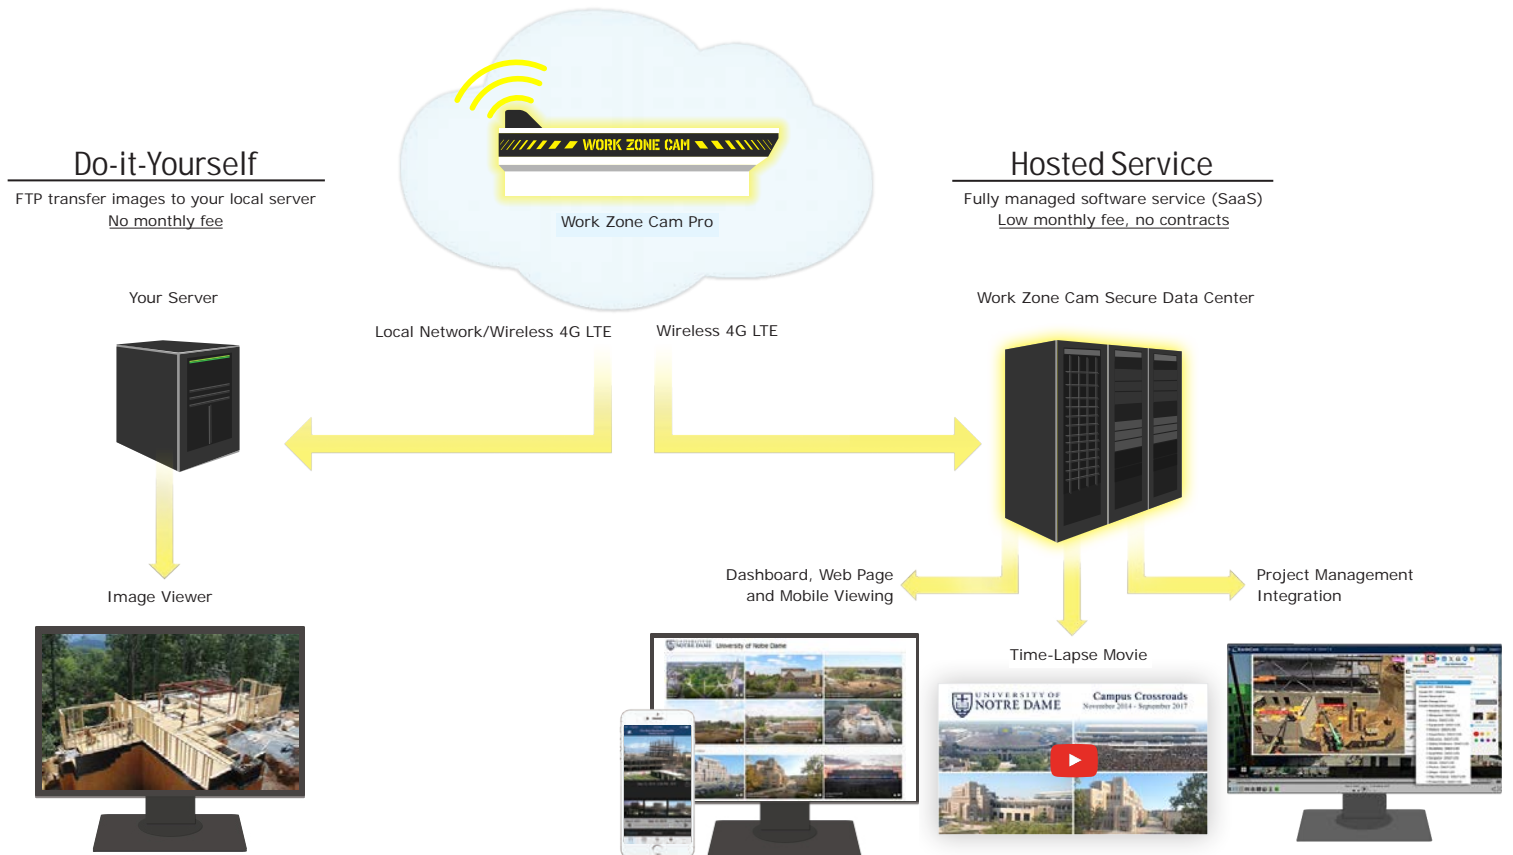 WORK ZONE CAM
Work Zone Cam Pro
Do-it-Yourself
FTP transfer images to your local server
No monthly fee
Hosted Service
Fully managed software service (SaaS)
Low monthly fee, no contracts
Your Server
Local Network/Wireless 4G LTE
Wireless 4G LTE
Work Zone Cam Secure Data Center
Image Viewer
Dashboard, Web Page
and Mobile Viewing
Time-Lapse Movie
Project Management
Integration
NOTRE DAME
University of Notre Dame
UNIVERSITY OF
NOTRE DAME
Campus Crossroads
November 2014 - September 2017